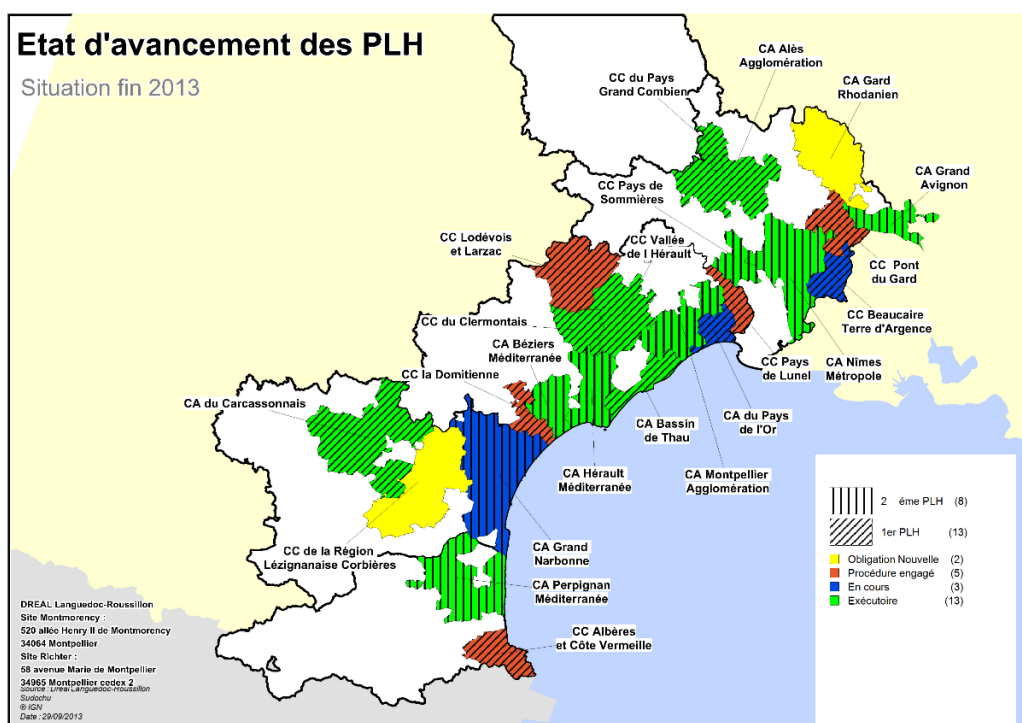 Etat d'avancement des PLH
Situation fin 2013
CA Alès
Agglomération
CC du Pays
Grand Combien
CA Gard
Rhodanien
CA Grand
Avignon
CC Pays de
Sommières
CC Vallée
de l Hérault
CC Lodévois
et Larzac
CC Pont
du Gard
CC Beaucaire
Terre d'Argence
CC du Clermontais
CA Béziers
Méditerranée
CC Pays
de Lunel
CA Nîmes
Métropole
CC la Domitienne
CA du Carcassonnais
CA du Pays
de l'Or
CA Bassin
de Thau
CA Hérault
Méditerranée
CA Montpellier
Agglomération
CC de la Région
Lézignanaise Corbières
CA Grand
Narbonne
CA Perpignan
Méditerranée
CC Albères
et Côte Vermeille
2 éme PLH (8)
1er PLH (13)
Obligation Nouvelle (2)
Procédure engagé (5)
En cours (3)
Exécutoire (13)
DREAL Languedoc-Roussillon
Site Montmorency :
520 allée Henry II de Montmorency
34064 Montpellier
Site Richter :
58 avenue Marie de Montpellier
34965 Montpellier cedex 2
Source : Dreal Languedoc-Roussillon
Sudochu
® IGN
Date : 29/09/2013